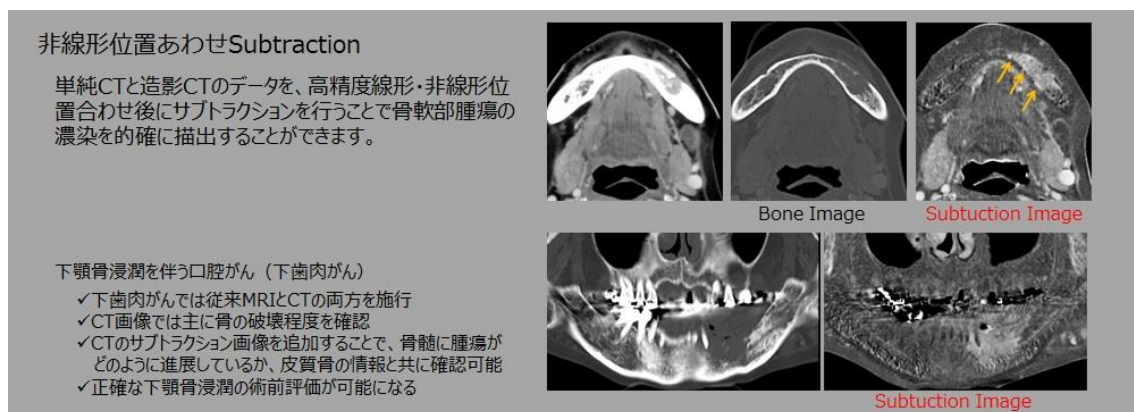 非線形位置あわせSubtraction
単純CTと造影CTのデータを、高精度線形・非線形位
置合わせ後にサブトラクションを行うことで骨軟部腫瘍の
濃染を的確に描出することができます。
Bone Image
Subtuction Image
下顎骨浸潤を伴う口腔がん（下歯肉がん）
✓下歯肉がんでは従来MRIとCTの両方を施行
✓CT画像では主に骨の破壊程度を確認
✓CTのサブトラクション画像を追加することで、骨髄に腫瘍が
どのように進展しているか、皮質骨の情報と共に確認可能
✓正確な下顎骨浸潤の術前評価が可能になる
Subtuction Image